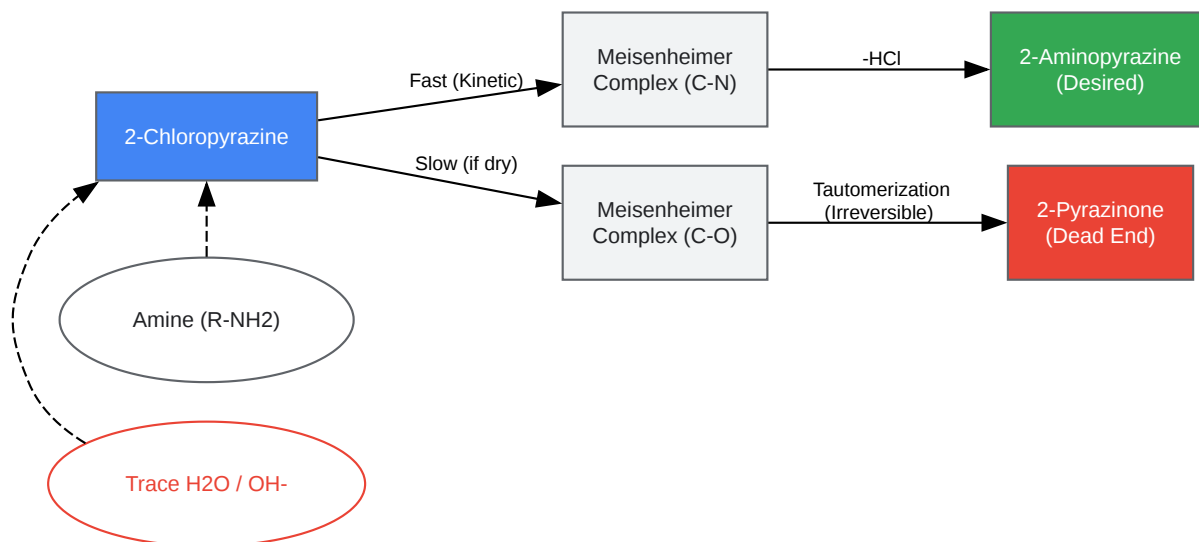 2-Chloropyrazine
Fast (Kinetic)
Meisenheimer
Complex (C-N)
-HCl
2-Aminopyrazine
(Desired)
Slow (if dry)
Meisenheimer
Complex (C-O)
Tautomerization
(Irreversible)
2-Pyrazinone
(Dead End)
Amine (R-NH2)
Trace H2O / OH-